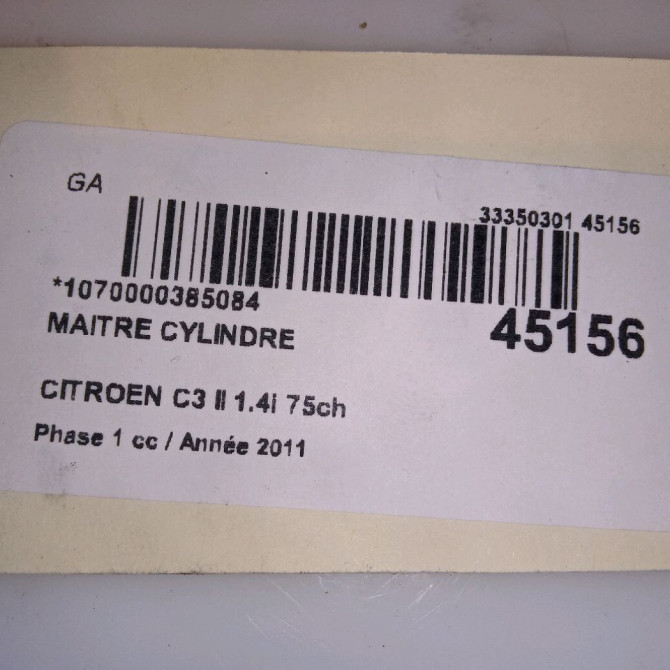 GA
33350301 45156
*1070000385084
45156
MAITRE CYLINDRE
CITROEN C3 II 1.4i 75ch
Phase 1 cc / Année 2011